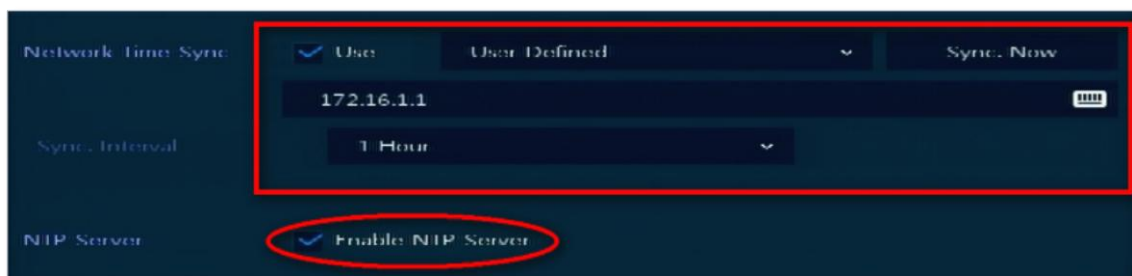 Network Time Sync Use User Defined Sync. Now
172.16.1.1
Sync. Interval 1 Hour
NTP Server Enable NTP Server